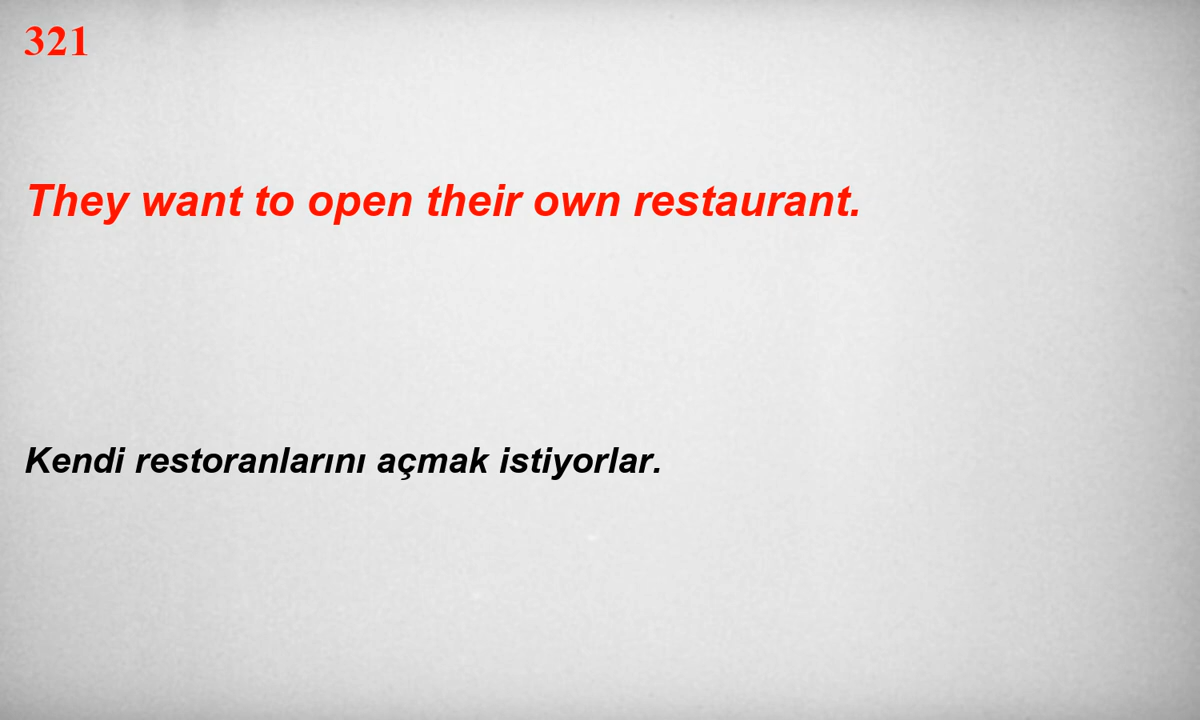 321
They want to open their own restaurant.
Kendi restoranlarını açmak istiyorlar.